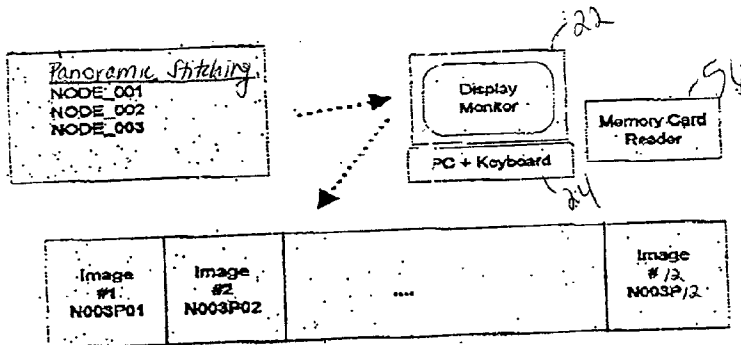 Panoramic Stitching
NODE_001
NODE_002
NODE_003
22
Display
Monitor
PC + Keyboard
24
Memory Card
Reader
Image
#1
N003P01
Image
#2
N003P02
....
Image
#12
N003P12